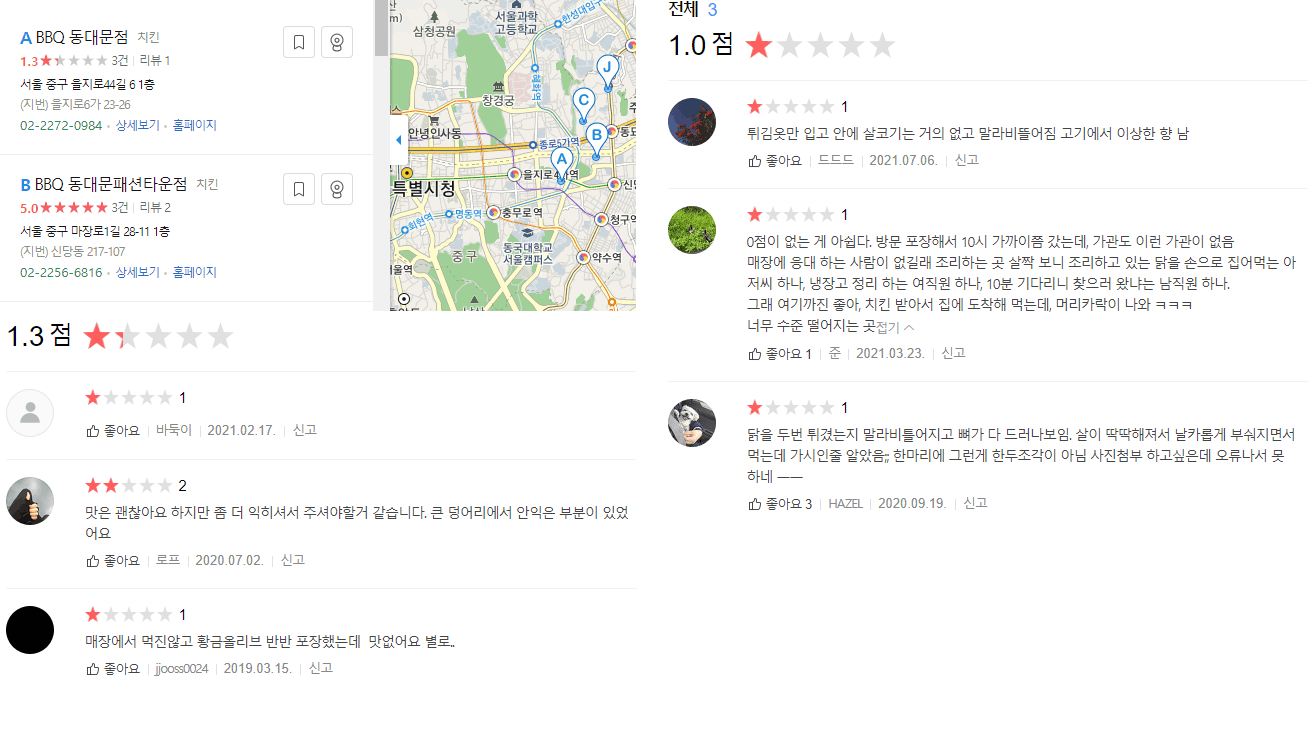 A BBQ 동대문점 치킨
1.3 3건 리뷰 1
서울 중구 을지로44길 6 1층
(지번) 을지로6가 23-26
02-2272-0984 · 상세보기 · 홈페이지
B BBQ 동대문패션타운점 치킨
5.0 3건 리뷰 2
서울 중구 마장로1길 28-11 1층
(지번) 신당동 217-107
02-2256-6816 · 상세보기 · 홈페이지
삼청공원
서울과학
고등학교
한성대입구
혜화역
창경궁
안녕인사동
종로5가역
을지로4가역
특별시청
회현역
명동역
충무로역
신당
청구역
동국대학교
서울캠퍼스
중구
약수역
서울역
남산
J
C
B
A
1.3 점
1
좋아요 바둑이 2021.02.17. 신고
2
맛은 괜찮아요 하지만 좀 더 익히셔서 주셔야할거 같습니다. 큰 덩어리에서 안익은 부분이 있었
어요
좋아요 로프 2020.07.02. 신고
1
매장에서 먹진않고 황금올리브 반반 포장했는데 맛없어요 별로..
좋아요 jjooss0024 2019.03.15. 신고
전체 3
1.0 점
1
튀김옷만 입고 안에 살코기는 거의 없고 말라비뜰어짐 고기에서 이상한 향 남
좋아요 드드드 2021.07.06. 신고
1
0점이 없는 게 아쉽다. 방문 포장해서 10시 가까이쯤 갔는데, 가관도 이런 가관이 없음
매장에 응대 하는 사람이 없길래 조리하는 곳 살짝 보니 조리하고 있는 닭을 손으로 집어먹는 아
저씨 하나, 냉장고 정리 하는 여직원 하나, 10분 기다리니 찾으러 왔냐는 남직원 하나.
그래 여기까진 좋아, 치킨 받아서 집에 도착해 먹는데, 머리카락이 나와 ㅋㅋㅋ
너무 수준 떨어지는 곳접기
좋아요 1 준 2021.03.23. 신고
1
닭을 두번 튀겼는지 말라비틀어지고 뼈가 다 드러나보임. 살이 딱딱해져서 날카롭게 부숴지면서
먹는데 가시인줄 알았음;; 한마리에 그런게 한두조각이 아님 사진첨부 하고싶은데 오류나서 못
하네 ㅡㅡ
좋아요 3 HAZEL 2020.09.19. 신고